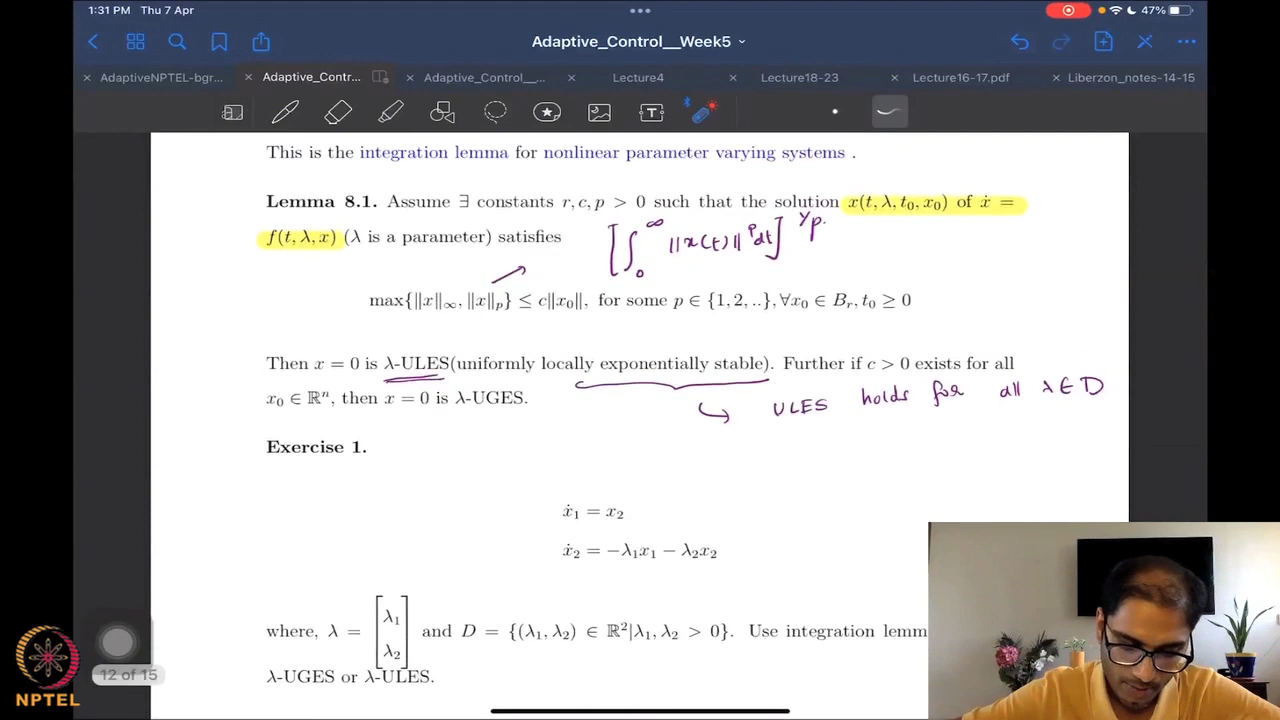 1:31 PM Thu 7 Apr
47%
Adaptive_Control__Week5
AdaptiveNPTEL-bgr...
Adaptive_Contr...
Adaptive_Control__...
Lecture4
Lecture18-23
Lecture16-17.pdf
Liberzon_notes-14-15
This is the integration lemma for nonlinear parameter varying systems .
Lemma 8.1. Assume ∃ constants r, c, p > 0 such that the solution x(t, λ, t₀, x₀) of ẋ =
f(t, λ, x) (λ is a parameter) satisfies
[∫₀^∞ ‖x(t)‖^p dt]^{1/p}.
max{‖x‖_∞, ‖x‖_p} ≤ c‖x₀‖, for some p ∈ {1, 2, ..}, ∀x₀ ∈ B_r, t₀ ≥ 0
Then x = 0 is λ-ULES(uniformly locally exponentially stable). Further if c > 0 exists for all
x₀ ∈ ℝⁿ, then x = 0 is λ-UGES.
ULES holds for all λ ∈ D
Exercise 1.
ẋ₁ = x₂
ẋ₂ = −λ₁x₁ − λ₂x₂
where, λ = [λ₁ λ₂] and D = {(λ₁, λ₂) ∈ ℝ²|λ₁, λ₂ > 0}. Use integration lem
λ-UGES or λ-ULES.
12 of 15
NPTEL